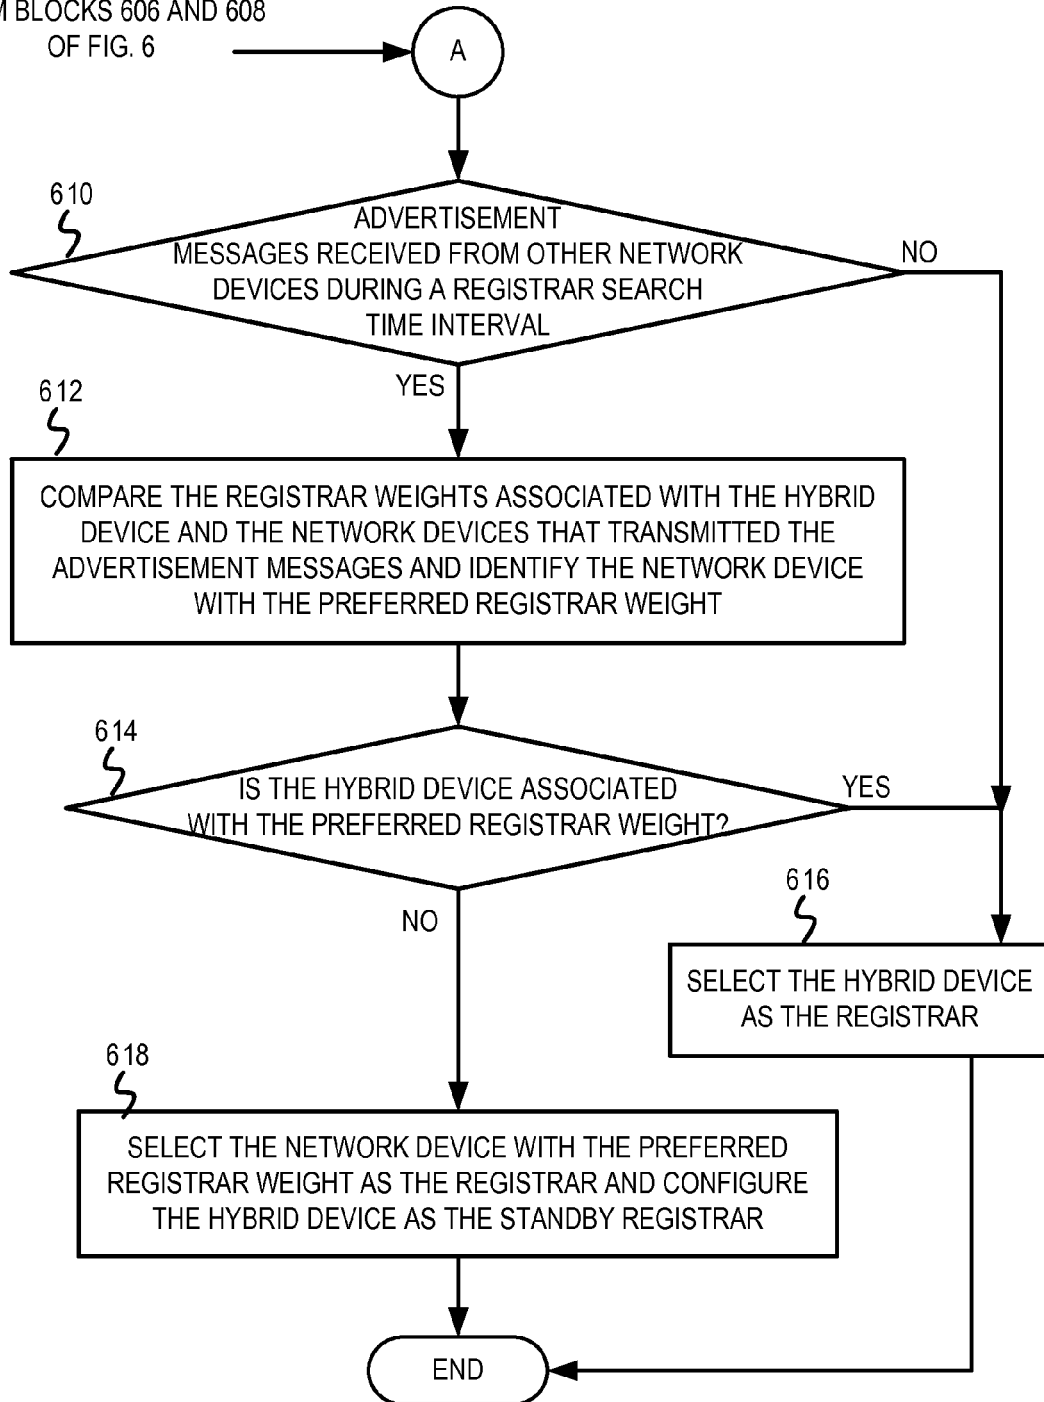 BLOCKS 606 AND 608
OF FIG. 6
A
610
ADVERTISEMENT
MESSAGES RECEIVED FROM OTHER NETWORK
DEVICES DURING A REGISTRAR SEARCH
TIME INTERVAL
NO
YES
612
COMPARE THE REGISTRAR WEIGHTS ASSOCIATED WITH THE HYBRID
DEVICE AND THE NETWORK DEVICES THAT TRANSMITTED THE
ADVERTISEMENT MESSAGES AND IDENTIFY THE NETWORK DEVICE
WITH THE PREFERRED REGISTRAR WEIGHT
614
IS THE HYBRID DEVICE ASSOCIATED
WITH THE PREFERRED REGISTRAR WEIGHT?
YES
NO
616
SELECT THE HYBRID DEVICE
AS THE REGISTRAR
618
SELECT THE NETWORK DEVICE WITH THE PREFERRED
REGISTRAR WEIGHT AS THE REGISTRAR AND CONFIGURE
THE HYBRID DEVICE AS THE STANDBY REGISTRAR
END